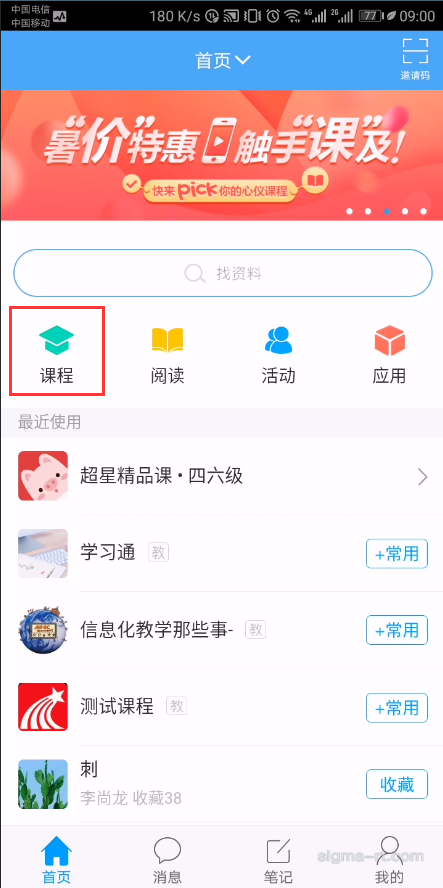 中国电信
中国移动
180 K/s 4G 2G 77 09:00
首页
邀请码
暑“价”特惠 触手“课”及!
快来pick你的心仪课程
找资料
课程 阅读 活动 应用
最近使用
超星精品课•四六级
学习通 教 +常用
信息化教学那些事- 教 +常用
测试课程 教 +常用
刺
李尚龙 收藏38
收藏
首页 消息 笔记 我的